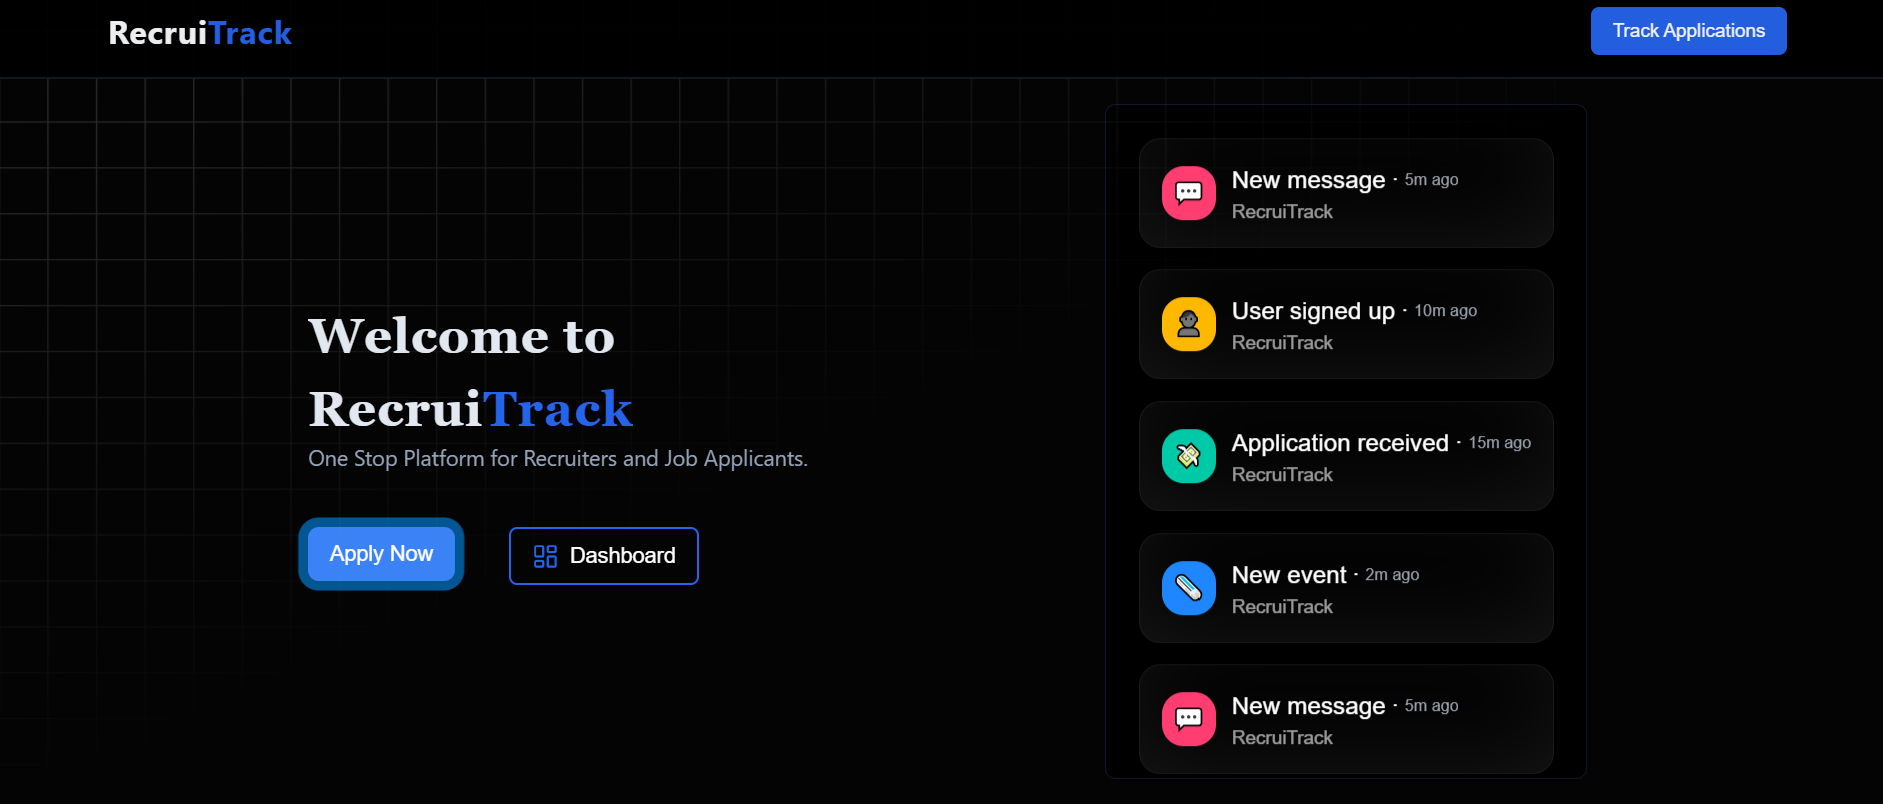 RecruiTrack
Track Applications
Welcome to
RecruiTrack
One Stop Platform for Recruiters and Job Applicants.
Apply Now
Dashboard
New message · 5m ago
RecruiTrack
User signed up · 10m ago
RecruiTrack
Application received · 15m ago
RecruiTrack
New event · 2m ago
RecruiTrack
New message · 5m ago
RecruiTrack